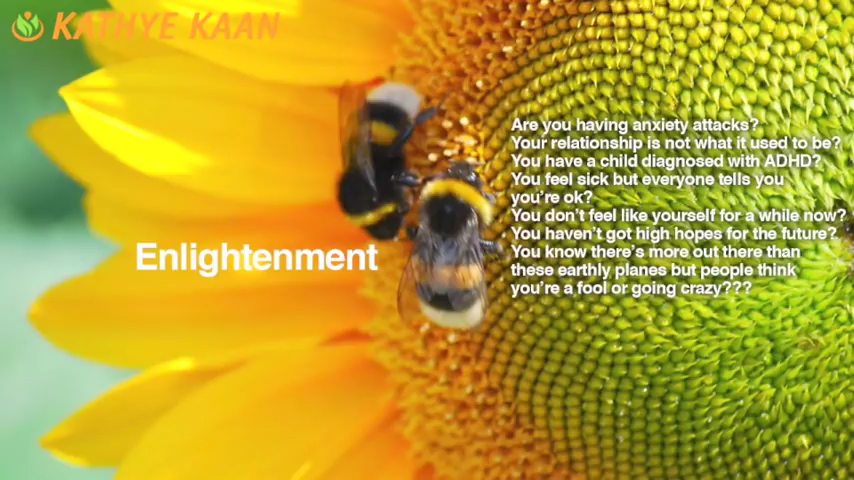 KATHYE KAAN
Are you having anxiety attacks?
Your relationship is not what it used to be?
You have a child diagnosed with ADHD?
You feel sick but everyone tells you
you're ok?
You don't feel like yourself for a while now?
You haven't got high hopes for the future?
You know there's more out there than
these earthly planes but people think
you're a fool or going crazy???
Enlightenment